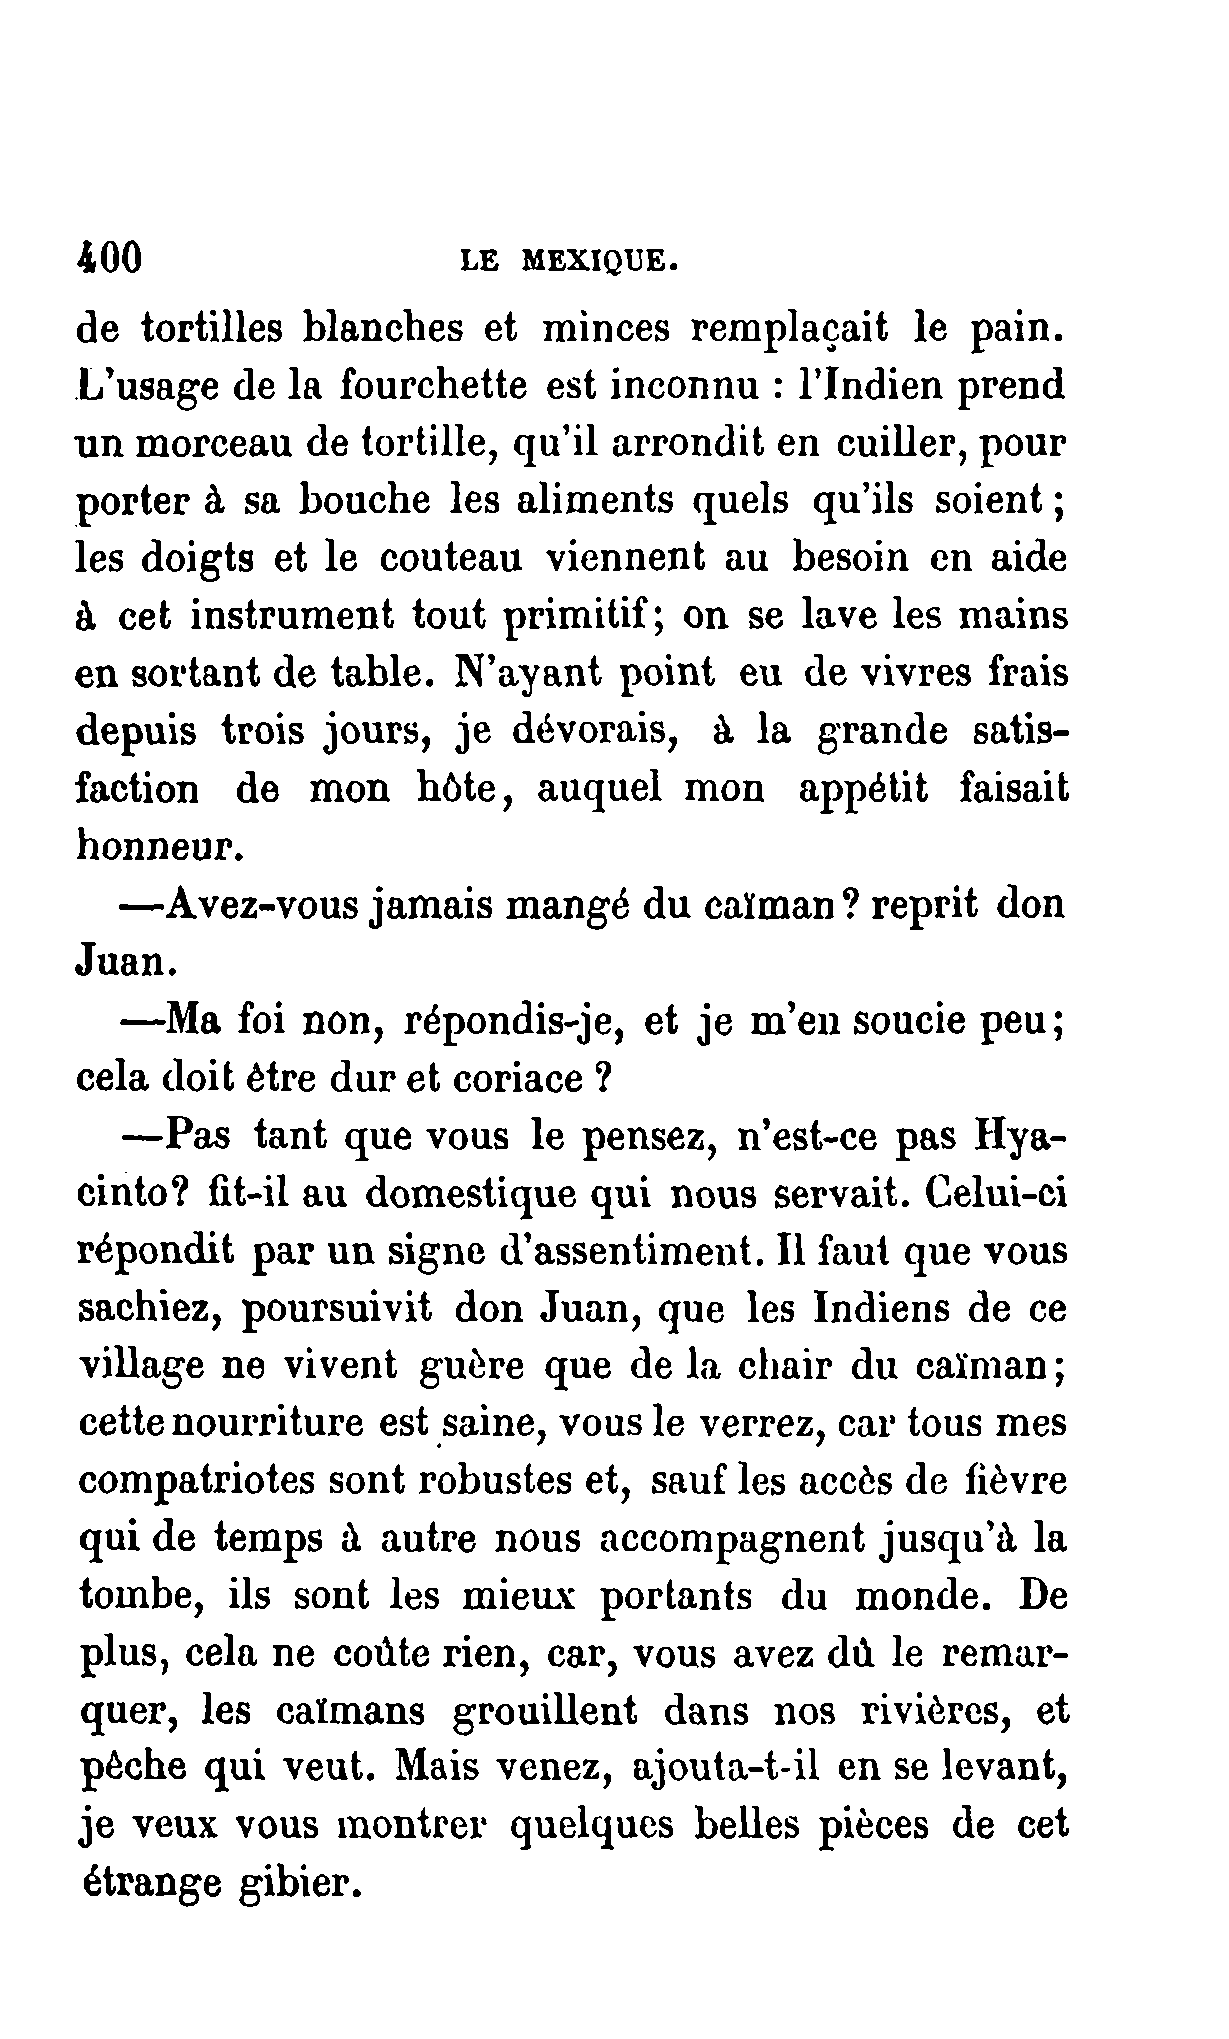 400 LE MEXIQUE.
de tortilles blanches et minces remplaçait le pain.
L'usage de la fourchette est inconnu : l'Indien prend
un morceau de tortille, qu'il arrondit en cuiller, pour
porter à sa bouche les aliments quels qu'ils soient ;
les doigts et le couteau viennent au besoin en aide
à cet instrument tout primitif; on se lave les mains
en sortant de table. N'ayant point eu de vivres frais
depuis trois jours, je dévorais, à la grande satis-
faction de mon hôte, auquel mon appétit faisait
honneur.
—Avez-vous jamais mangé du caïman ? reprit don
Juan.
—Ma foi non, répondis-je, et je m'en soucie peu;
cela doit être dur et coriace ?
—Pas tant que vous le pensez, n'est-ce pas Hya-
cinto? fit-il au domestique qui nous servait. Celui-ci
répondit par un signe d'assentiment. Il faut que vous
sachiez, poursuivit don Juan, que les Indiens de ce
village ne vivent guère que de la chair du caïman;
cette nourriture est saine, vous le verrez, car tous mes
compatriotes sont robustes et, sauf les accès de fièvre
qui de temps à autre nous accompagnent jusqu'à la
tombe, ils sont les mieux portants du monde. De
plus, cela ne coûte rien, car, vous avez dû le remar-
quer, les caïmans grouillent dans nos rivières, et
pêche qui veut. Mais venez, ajouta-t-il en se levant,
je veux vous montrer quelques belles pièces de cet
étrange gibier.